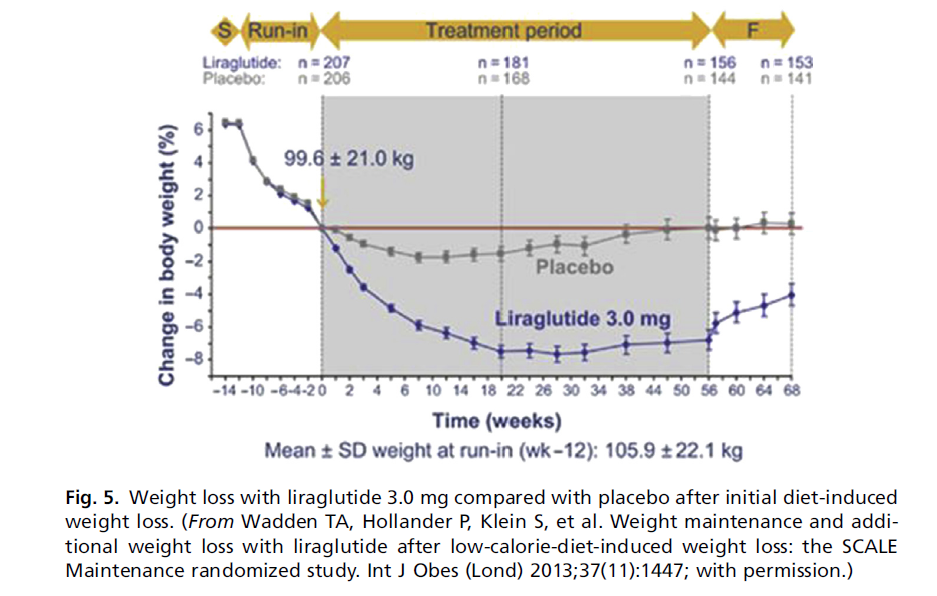 S Run-in Treatment period F
Liraglutide: n = 207 n = 181 n = 156 n = 153
Placebo: n = 206 n = 168 n = 144 n = 141
Change in body weight (%)
6
4
2
0
−2
−4
−6
−8
99.6 ± 21.0 kg
Placebo
Liraglutide 3.0 mg
−14 −10 −6 −4 −2 0 2 4 6 10 12 14 16 20 22 26 28 30 32 34 38 44 48 50 56 60 64 68
Time (weeks)
Mean ± SD weight at run-in (wk −12): 105.9 ± 22.1 kg
Fig. 5. Weight loss with liraglutide 3.0 mg compared with placebo after initial diet-induced
weight loss. (From Wadden TA, Hollander P, Klein S, et al. Weight maintenance and addi-
tional weight loss with liraglutide after low-calorie-diet-induced weight loss: the SCALE
Maintenance randomized study. Int J Obes (Lond) 2013;37(11):1447; with permission.)